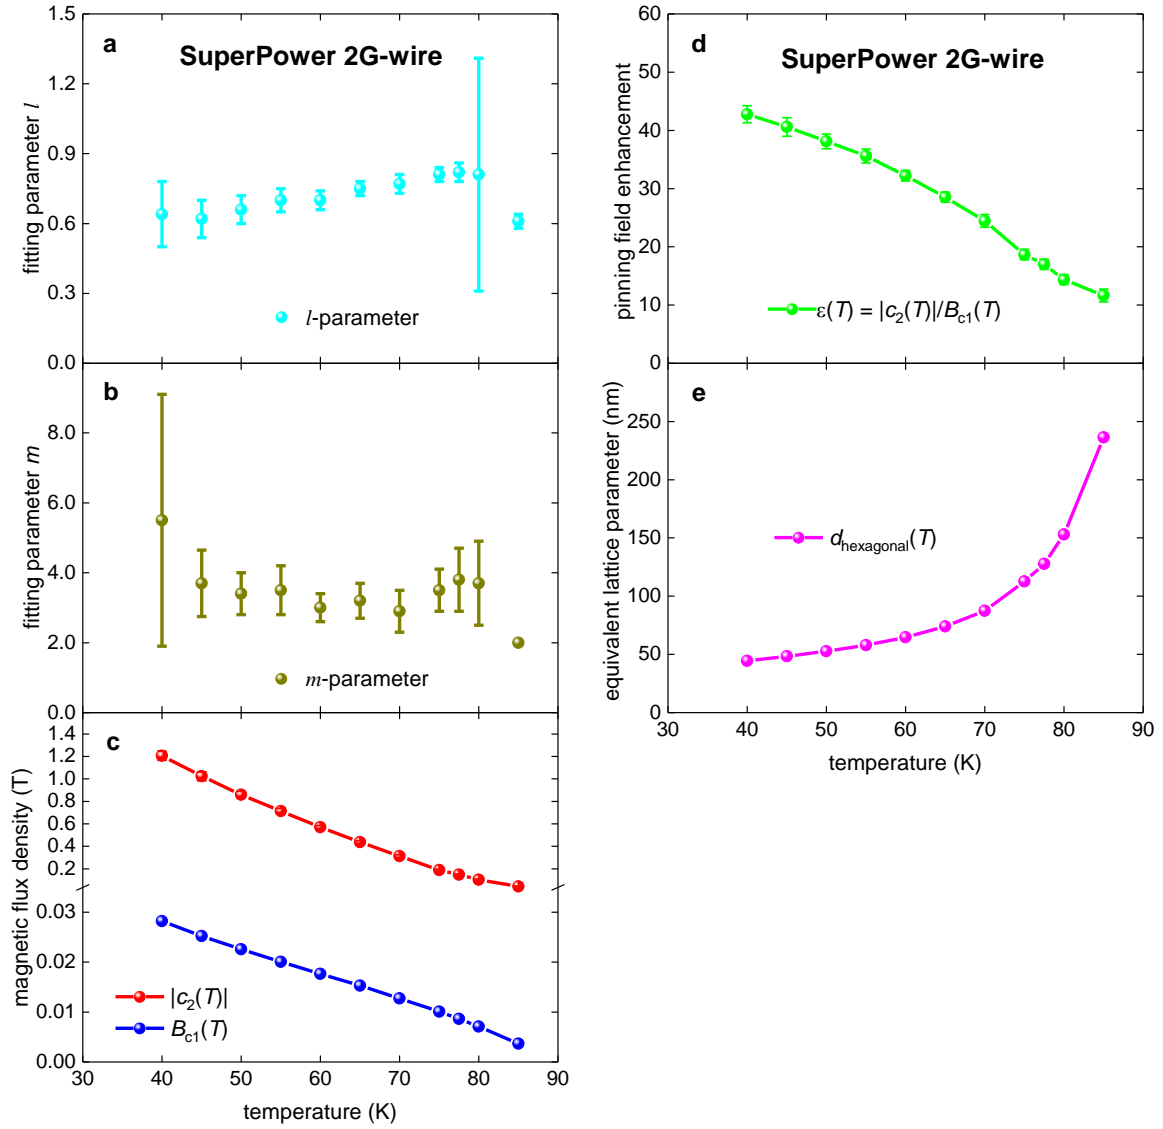 a
SuperPower 2G-wire
fitting parameter l
1.5
1.2
0.9
0.6
0.3
0.0
l-parameter
b
fitting parameter m
8.0
6.0
4.0
2.0
0.0
m-parameter
c
magnetic flux density (T)
1.4
1.2
1.0
0.8
0.6
0.4
0.2
0.03
0.02
0.01
0.00
|c2(T)|
Bc1(T)
30 40 50 60 70 80 90
temperature (K)
d
SuperPower 2G-wire
pinning field enhancement
60
50
40
30
20
10
0
ε(T) = |c2(T)|/Bc1(T)
e
equivalent lattice parameter (nm)
250
200
150
100
50
0
dhexagonal(T)
30 40 50 60 70 80 90
temperature (K)